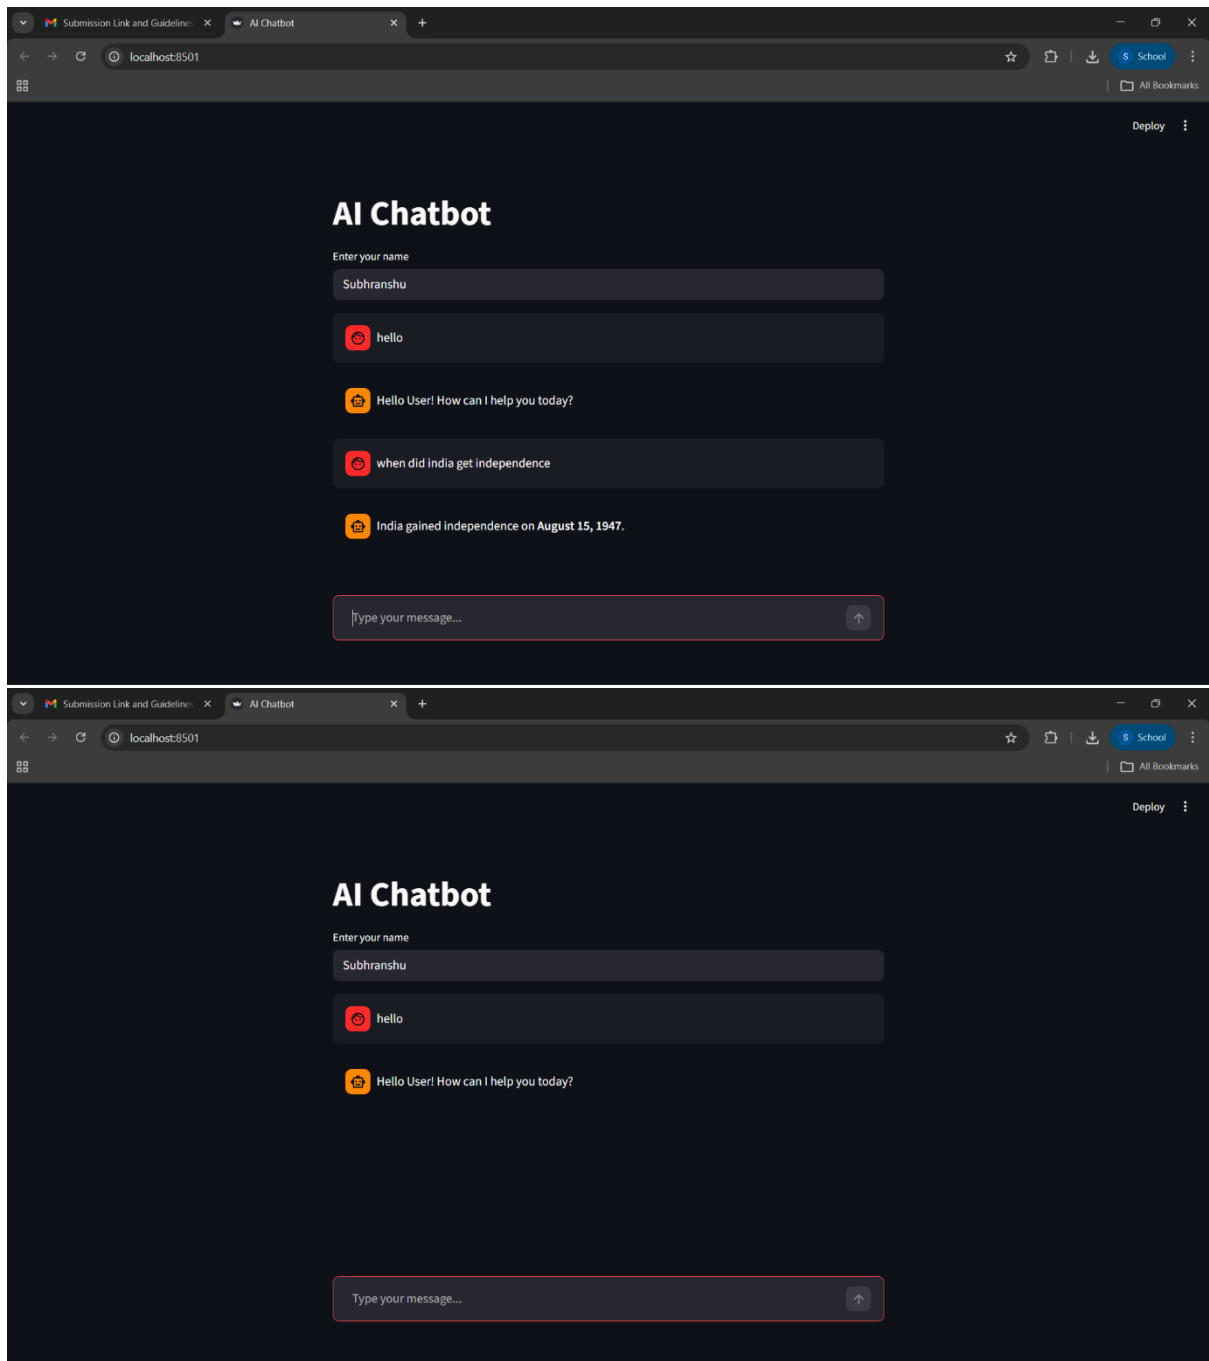 Submission Link and Guidelines
AI Chatbot
localhost:8501
S School
All Bookmarks
Deploy
AI Chatbot
Enter your name
Subhranshu
hello
Hello User! How can I help you today?
when did india get independence
India gained independence on August 15, 1947.
Type your message...
Submission Link and Guidelines
AI Chatbot
localhost:8501
S School
All Bookmarks
Deploy
AI Chatbot
Enter your name
Subhranshu
hello
Hello User! How can I help you today?
Type your message...